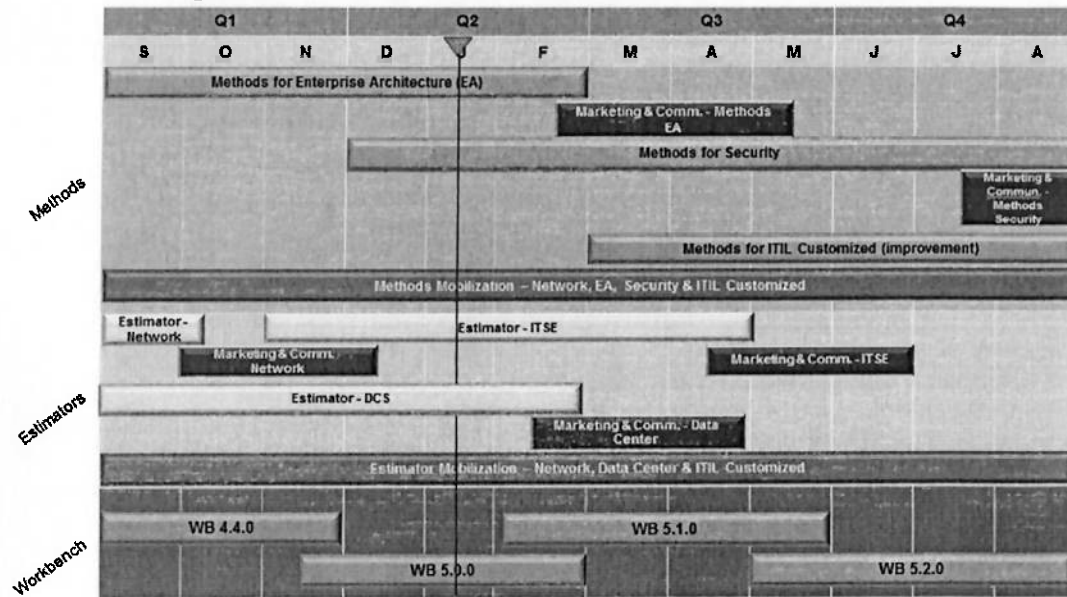 Q1 Q2 Q3 Q4
S O N D J F M A M J J A
Methods for Enterprise Architecture (EA)
Marketing & Comm. - Methods
EA
Methods for Security
Marketing &
Commun. -
Methods
Security
Methods for ITIL Customized (improvement)
Methods Mobilization – Network, EA, Security & ITIL Customized
Methods
Estimator-
Network
Estimator - ITSE
Marketing & Comm.
Network
Marketing & Comm. - ITSE
Estimator - DCS
Marketing & Comm. - Data
Center
Estimator Mobilization – Network, Data Center & ITIL Customized
Estimators
WB 4.4.0
WB 5.1.0
WB 5.0.0
WB 5.2.0
Workbench